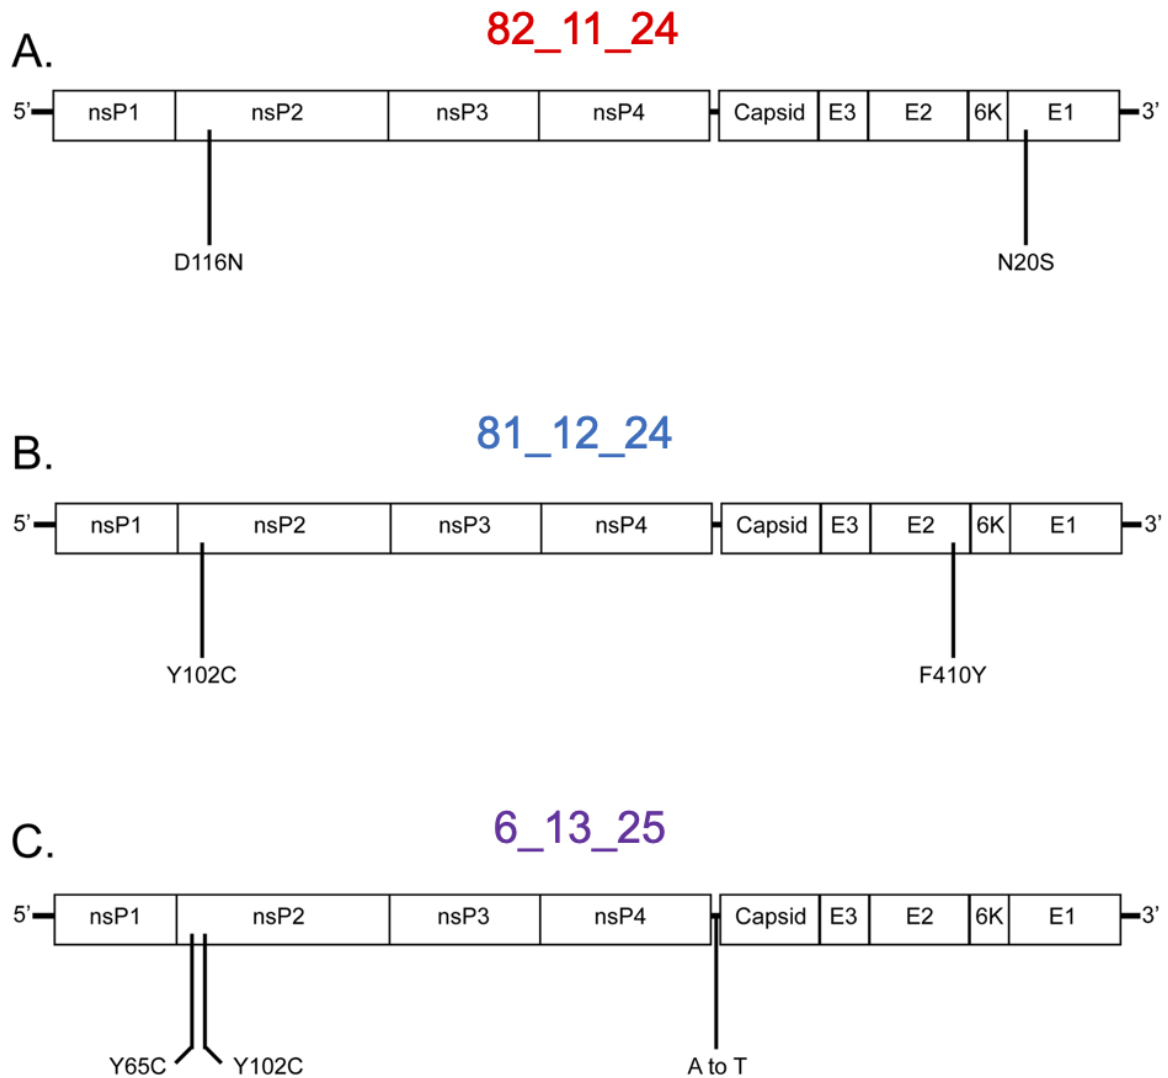 82_11_24
A.
5’ nsP1 nsP2 nsP3 nsP4 Capsid E3 E2 6K E1 3’
D116N N20S
81_12_24
B.
5’ nsP1 nsP2 nsP3 nsP4 Capsid E3 E2 6K E1 3’
Y102C F410Y
6_13_25
C.
5’ nsP1 nsP2 nsP3 nsP4 Capsid E3 E2 6K E1 3’
Y65C Y102C A to T